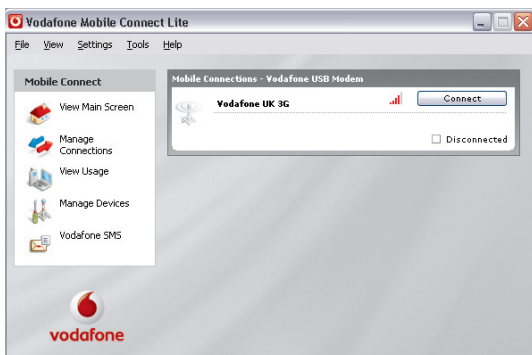 Vodafone Mobile Connect Lite
File View Settings Tools Help
Mobile Connect
View Main Screen
Manage
Connections
View Usage
Manage Devices
Vodafone SMS
vodafone
Mobile Connections - Vodafone USB Modem
Vodafone UK 3G
Connect
Disconnected